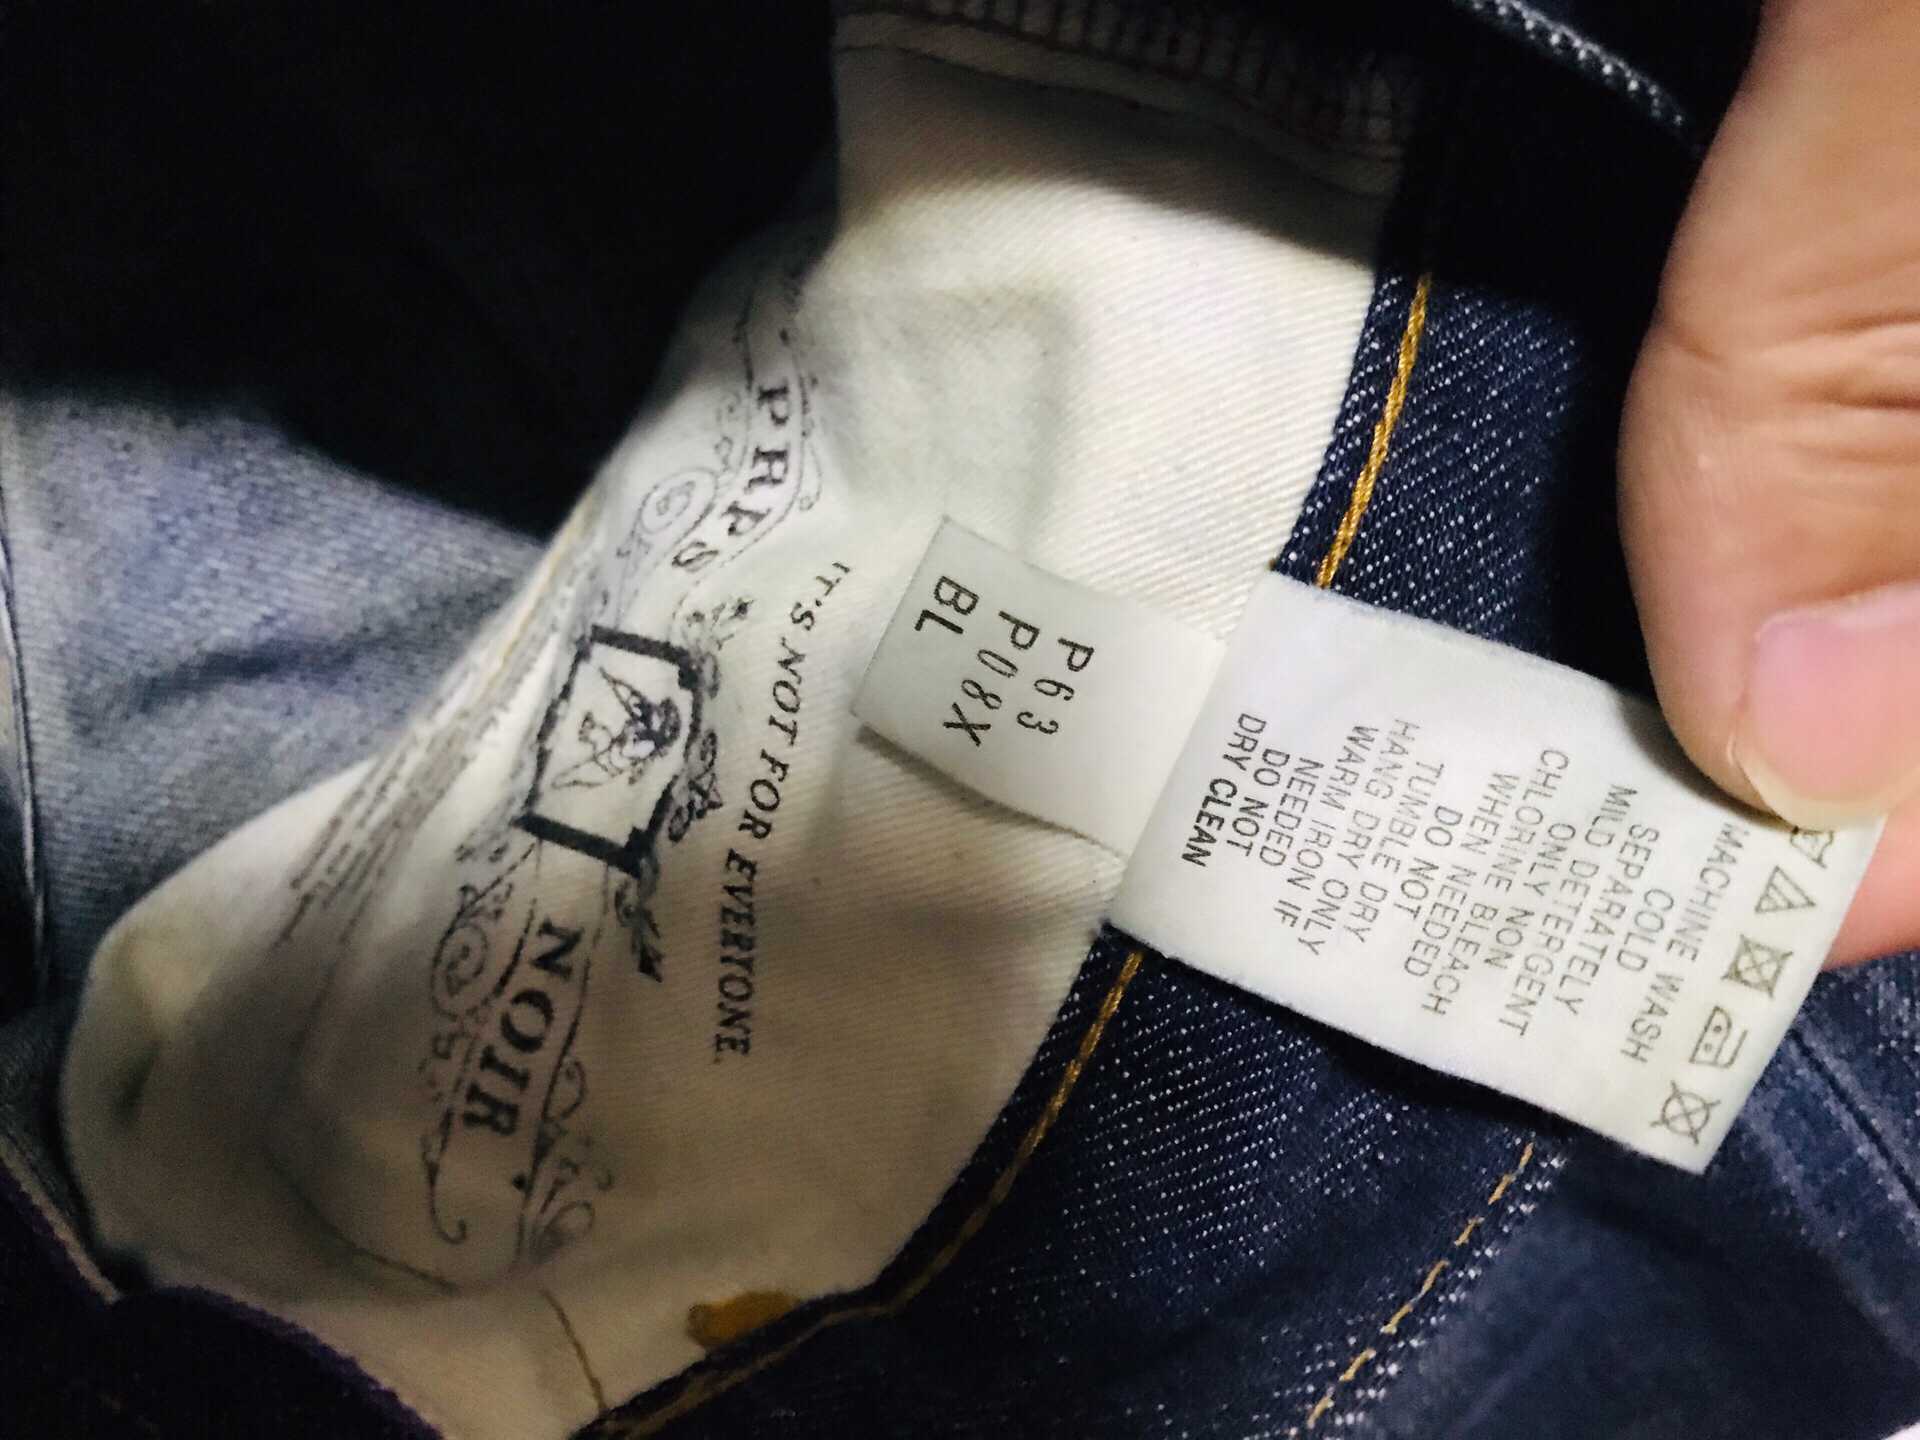 PRPS
NOIR
IT'S NOT FOR EVERYONE.
P63
P08X
BL
MACHINE WASH
COLD
SEPARATELY
MILD DETERGENT
ONLY NON
CHLORINE BLEACH
WHEN NEEDED
DO NOT
TUMBLE DRY
HANG DRY ONLY
WARM IRON ONLY
IF NEEDED
DO NOT
DRY CLEAN